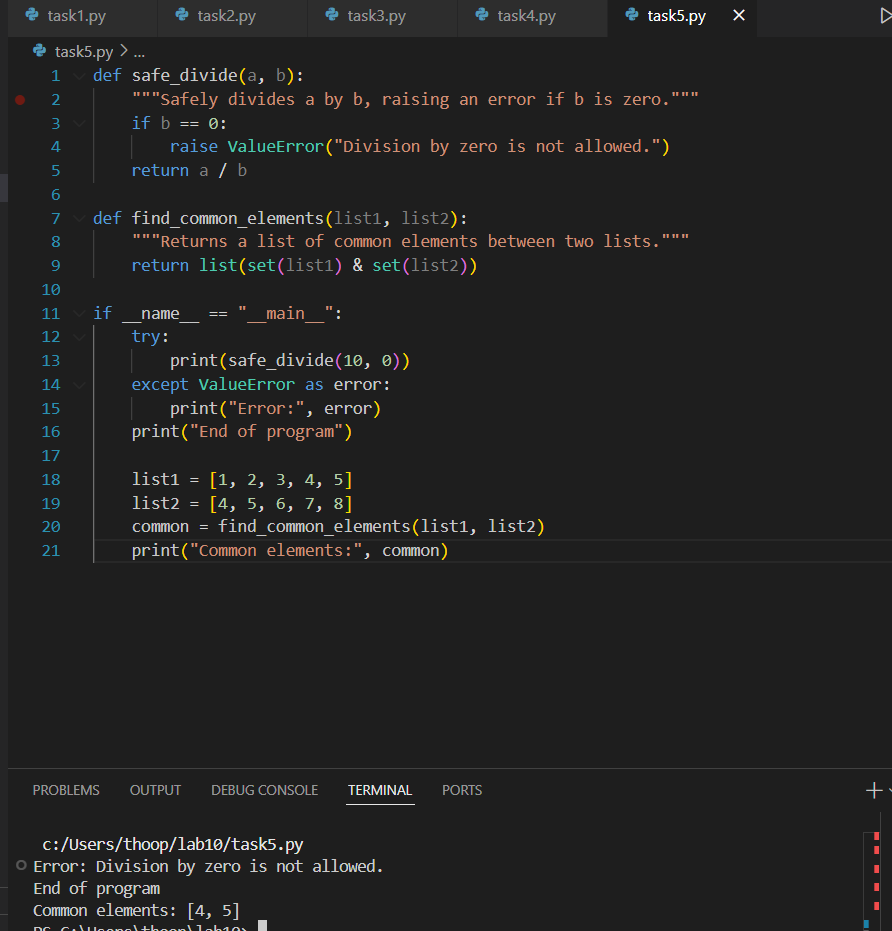 task1.py task2.py task3.py task4.py task5.py
task5.py > ...
1 def safe_divide(a, b):
2     """Safely divides a by b, raising an error if b is zero."""
3     if b == 0:
4         raise ValueError("Division by zero is not allowed.")
5     return a / b
6
7 def find_common_elements(list1, list2):
8     """Returns a list of common elements between two lists."""
9     return list(set(list1) & set(list2))
10
11 if __name__ == "__main__":
12     try:
13         print(safe_divide(10, 0))
14     except ValueError as error:
15         print("Error:", error)
16     print("End of program")
17
18     list1 = [1, 2, 3, 4, 5]
19     list2 = [4, 5, 6, 7, 8]
20     common = find_common_elements(list1, list2)
21     print("Common elements:", common)
PROBLEMS OUTPUT DEBUG CONSOLE TERMINAL PORTS
c:/Users/thoop/lab10/task5.py
Error: Division by zero is not allowed.
End of program
Common elements: [4, 5]
PS C:\Users\thoop\lab10>